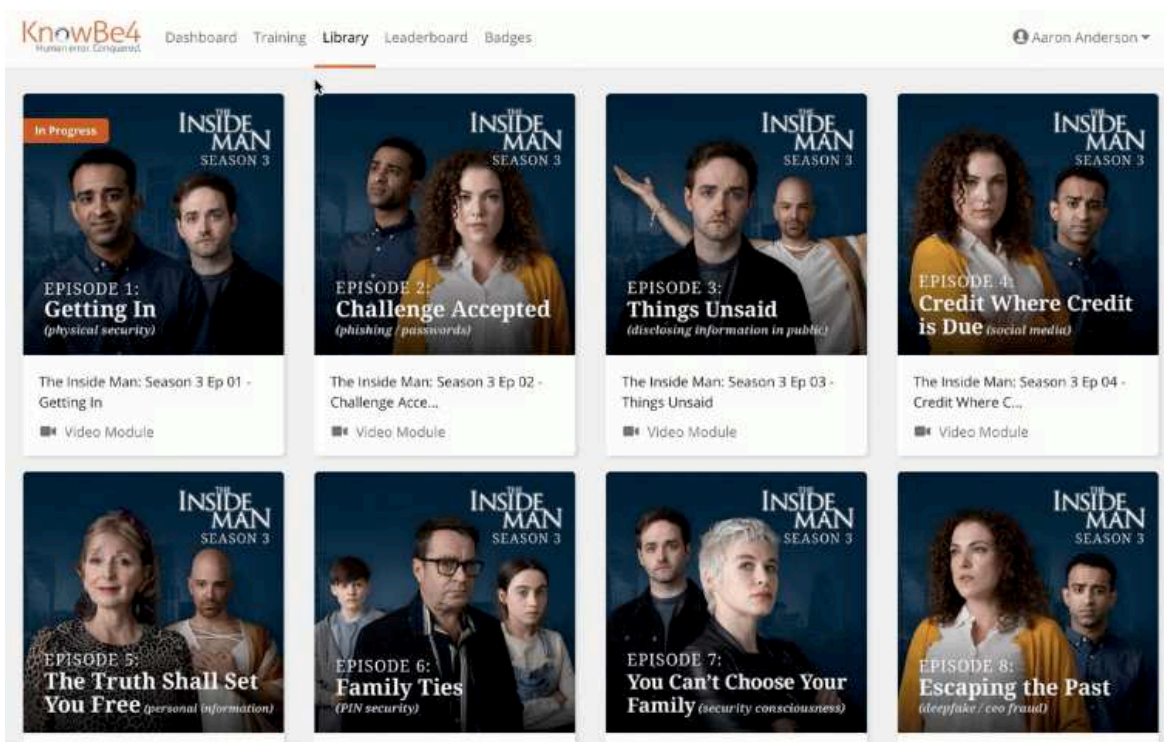 KnowBe4
Human error. Conquered.
Dashboard Training Library Leaderboard Badges
Aaron Anderson
In Progress
THE
INSIDE
MAN
SEASON 3
EPISODE 1:
Getting In
(physical security)
The Inside Man: Season 3 Ep 01 -
Getting In
Video Module
THE
INSIDE
MAN
SEASON 3
EPISODE 2:
Challenge Accepted
(phishing / passwords)
The Inside Man: Season 3 Ep 02 -
Challenge Acce...
Video Module
THE
INSIDE
MAN
SEASON 3
EPISODE 3:
Things Unsaid
(disclosing information in public)
The Inside Man: Season 3 Ep 03 -
Things Unsaid
Video Module
THE
INSIDE
MAN
SEASON 3
EPISODE 4:
Credit Where Credit
is Due (social media)
The Inside Man: Season 3 Ep 04 -
Credit Where C...
Video Module
THE
INSIDE
MAN
SEASON 3
EPISODE 5:
The Truth Shall Set
You Free (personal information)
THE
INSIDE
MAN
SEASON 3
EPISODE 6:
Family Ties
(PIN security)
THE
INSIDE
MAN
SEASON 3
EPISODE 7:
You Can't Choose Your
Family (security consciousness)
THE
INSIDE
MAN
SEASON 3
EPISODE 8:
Escaping the Past
(deepfake / ceo fraud)